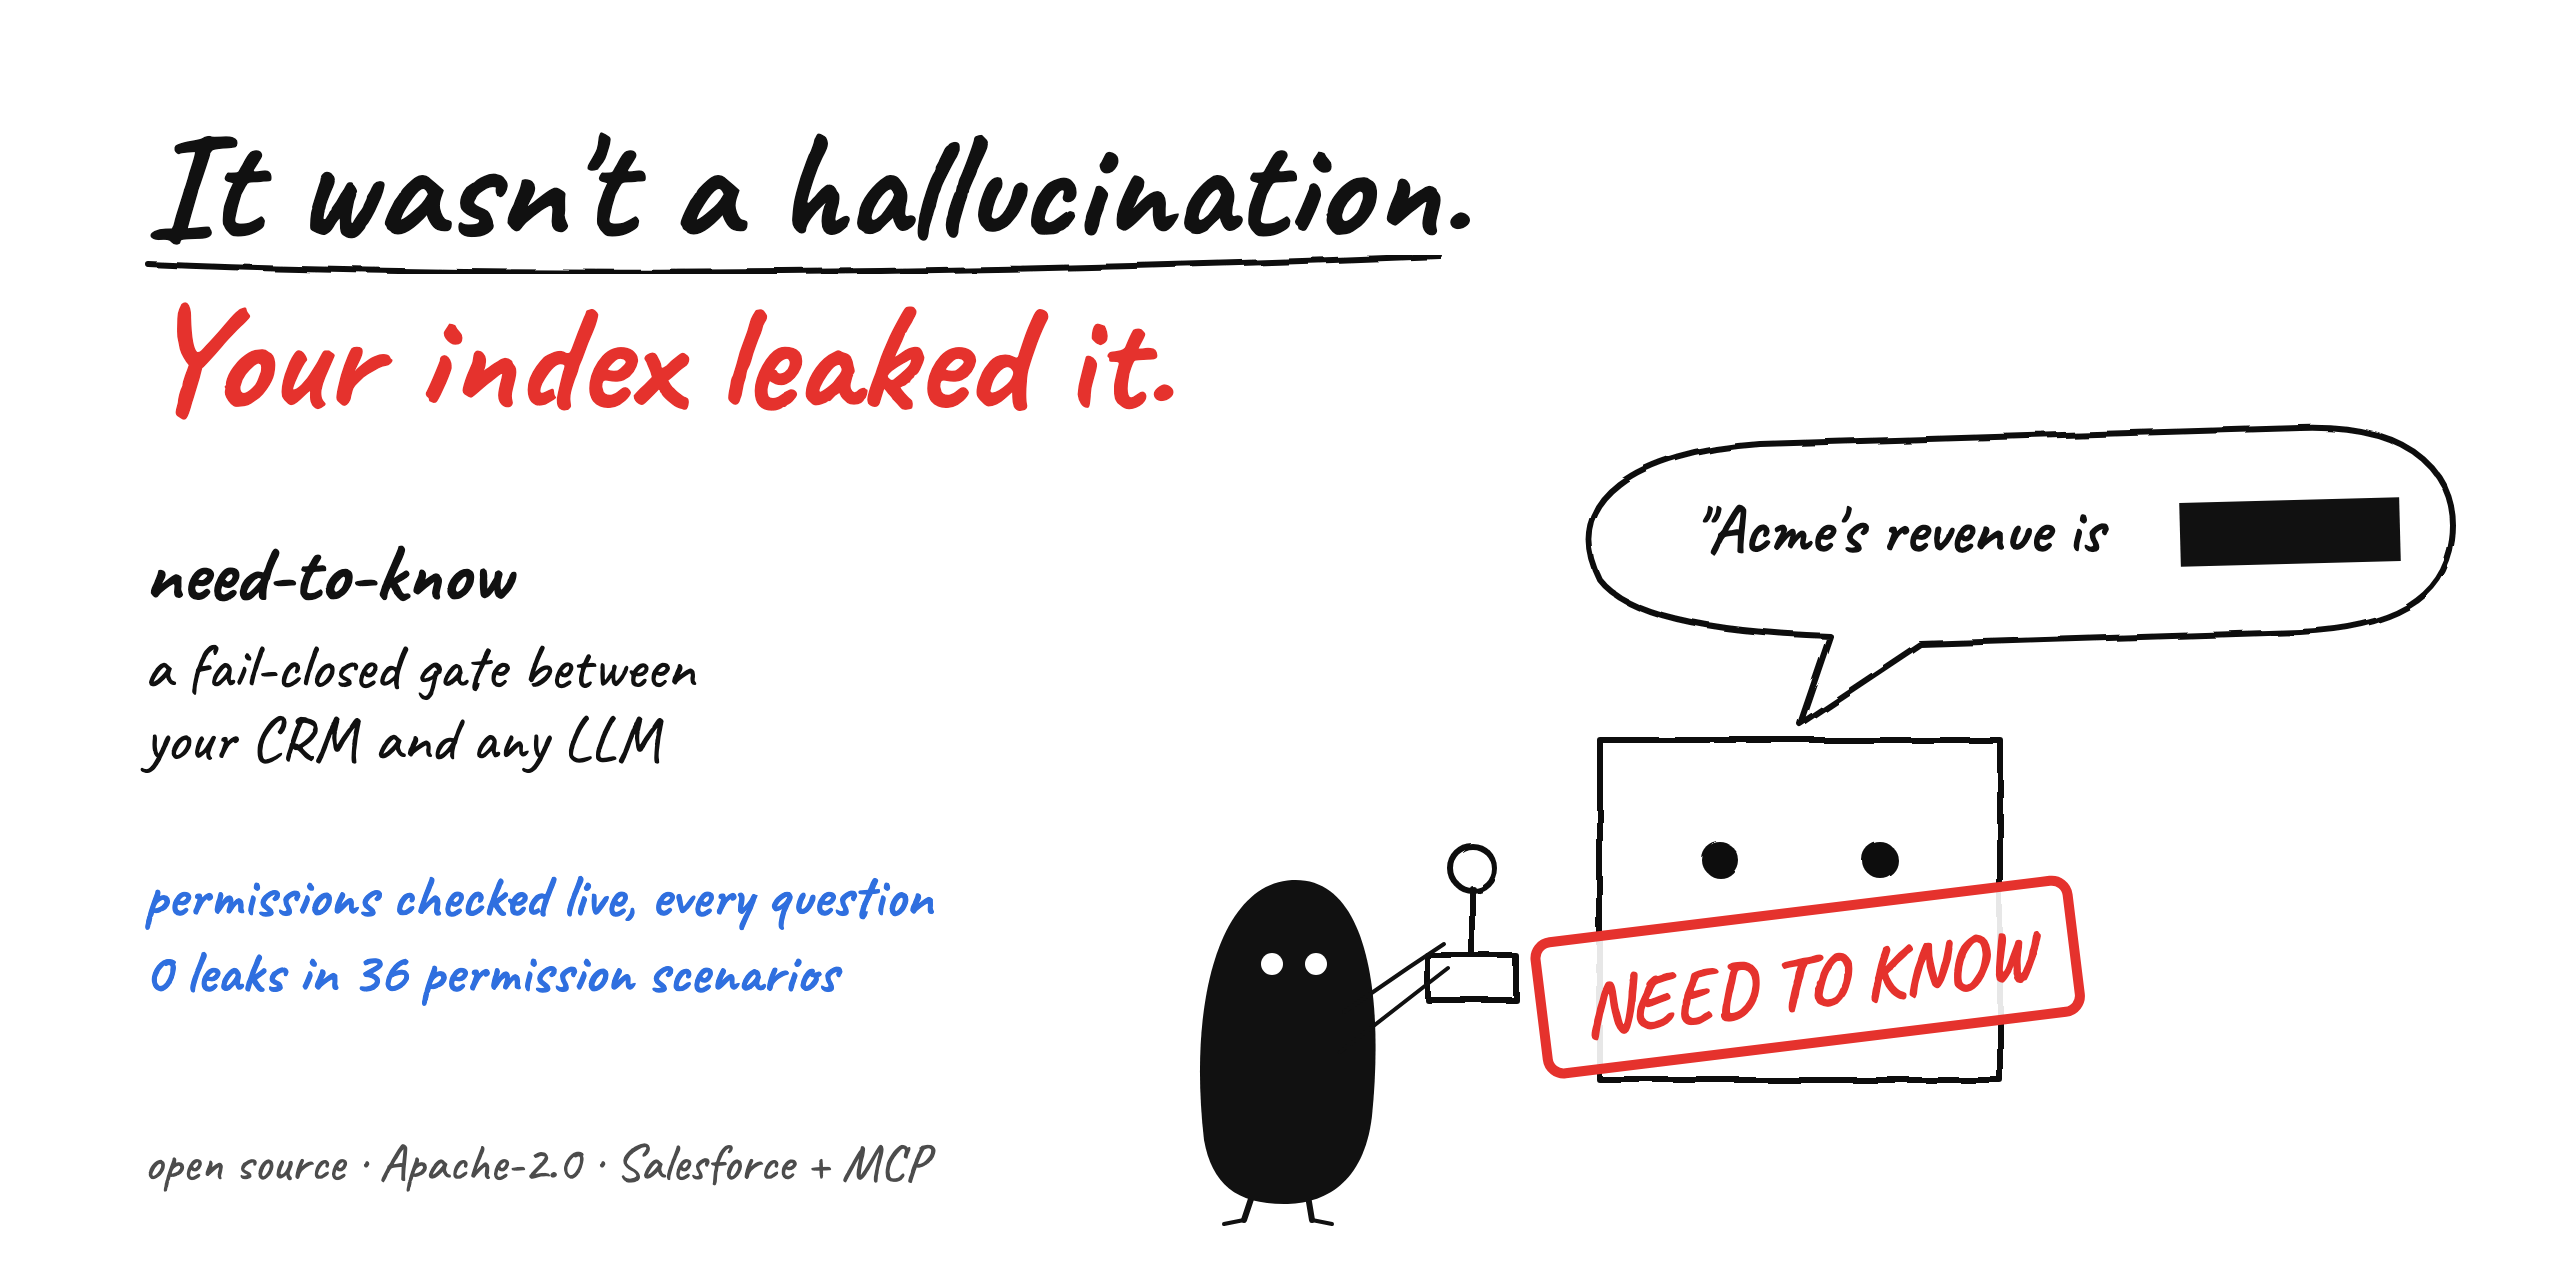 It wasn't a hallucination.
Your index leaked it.
need-to-know
a fail-closed gate between
your CRM and any LLM
permissions checked live, every question
0 leaks in 36 permission scenarios
open source · Apache-2.0 · Salesforce + MCP
"Acme's revenue is
NEED TO KNOW